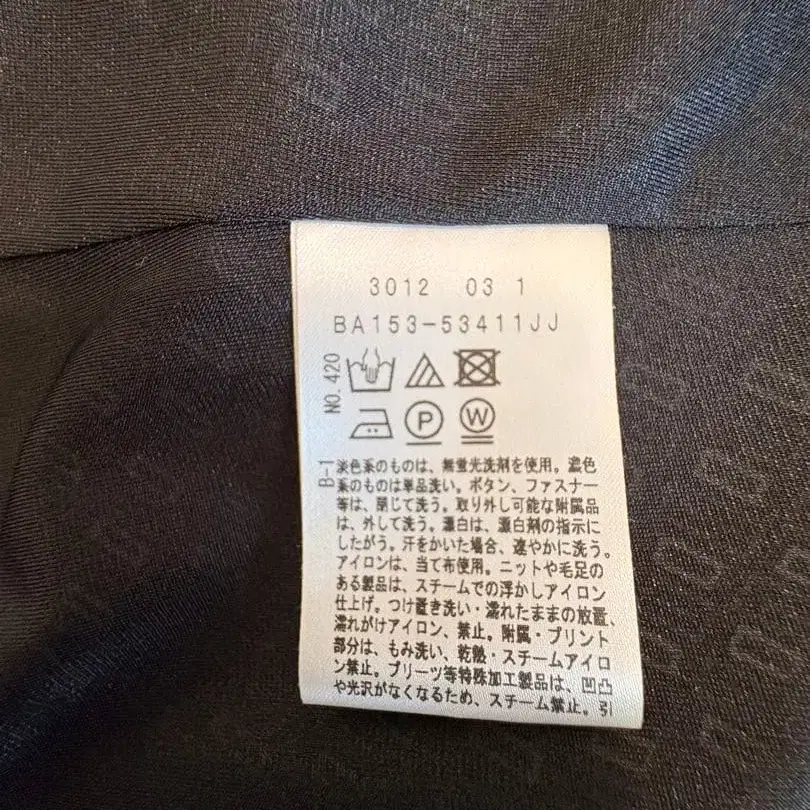 3012 03 1
BA153-53411JJ
NO.420
P W
B-1
淡色系のものは、無蛍光洗剤を使用。濃色
系のものは単品洗い。ボタン、ファスナー
等は、閉じて洗う。取り外し可能な附属品
は、外して洗う。漂白は、漂白剤の指示に
したがう。汗をかいた場合、速やかに洗う。
アイロンは、当て布使用。ニットや毛足の
ある製品は、スチームでの浮かしアイロン
仕上げ。つけ置き洗い・濡れたままの放置、
濡れがけアイロン、禁止。附属・プリント
部分は、もみ洗い、乾燥・スチームアイロ
ン禁止。プリーツ等特殊加工製品は、凹凸
や光沢がなくなるため、スチーム禁止。引